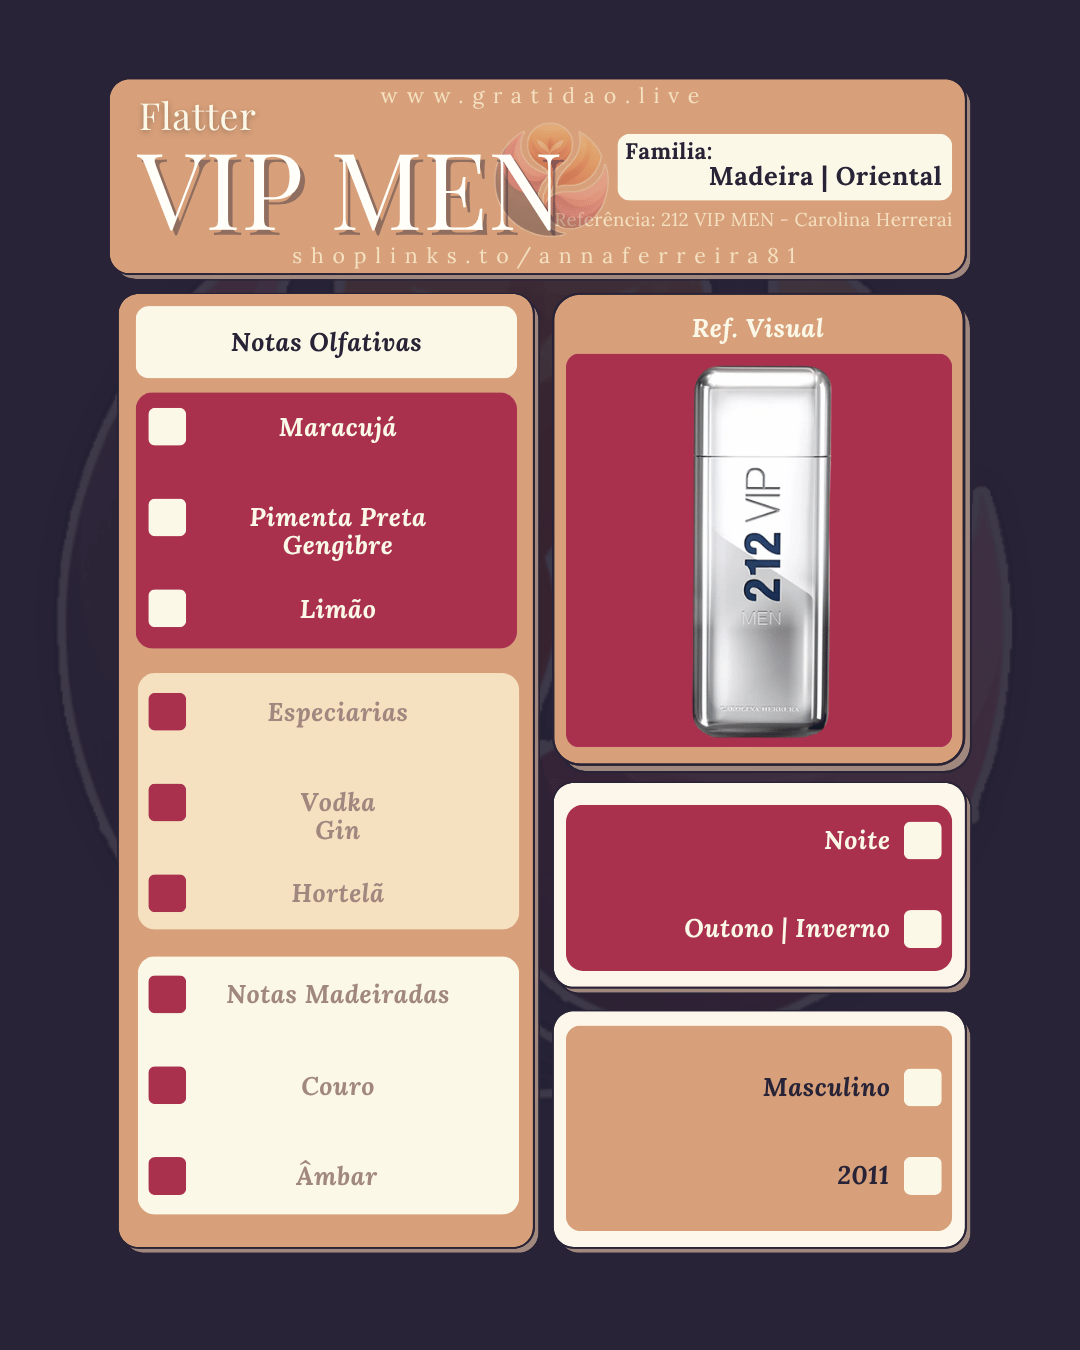 www.gratidao.live
Flatter
VIP MEN
Familia:
Madeira | Oriental
Referência: 212 VIP MEN - Carolina Herrerai
shoplinks.to/annaferreira81
Notas Olfativas
Maracujá
Pimenta Preta
Gengibre
Limão
Especiarias
Vodka
Gin
Hortelã
Notas Madeiradas
Couro
Âmbar
Ref. Visual
212 VIP
MEN
CAROLINA HERRERA
Noite
Outono | Inverno
Masculino
2011